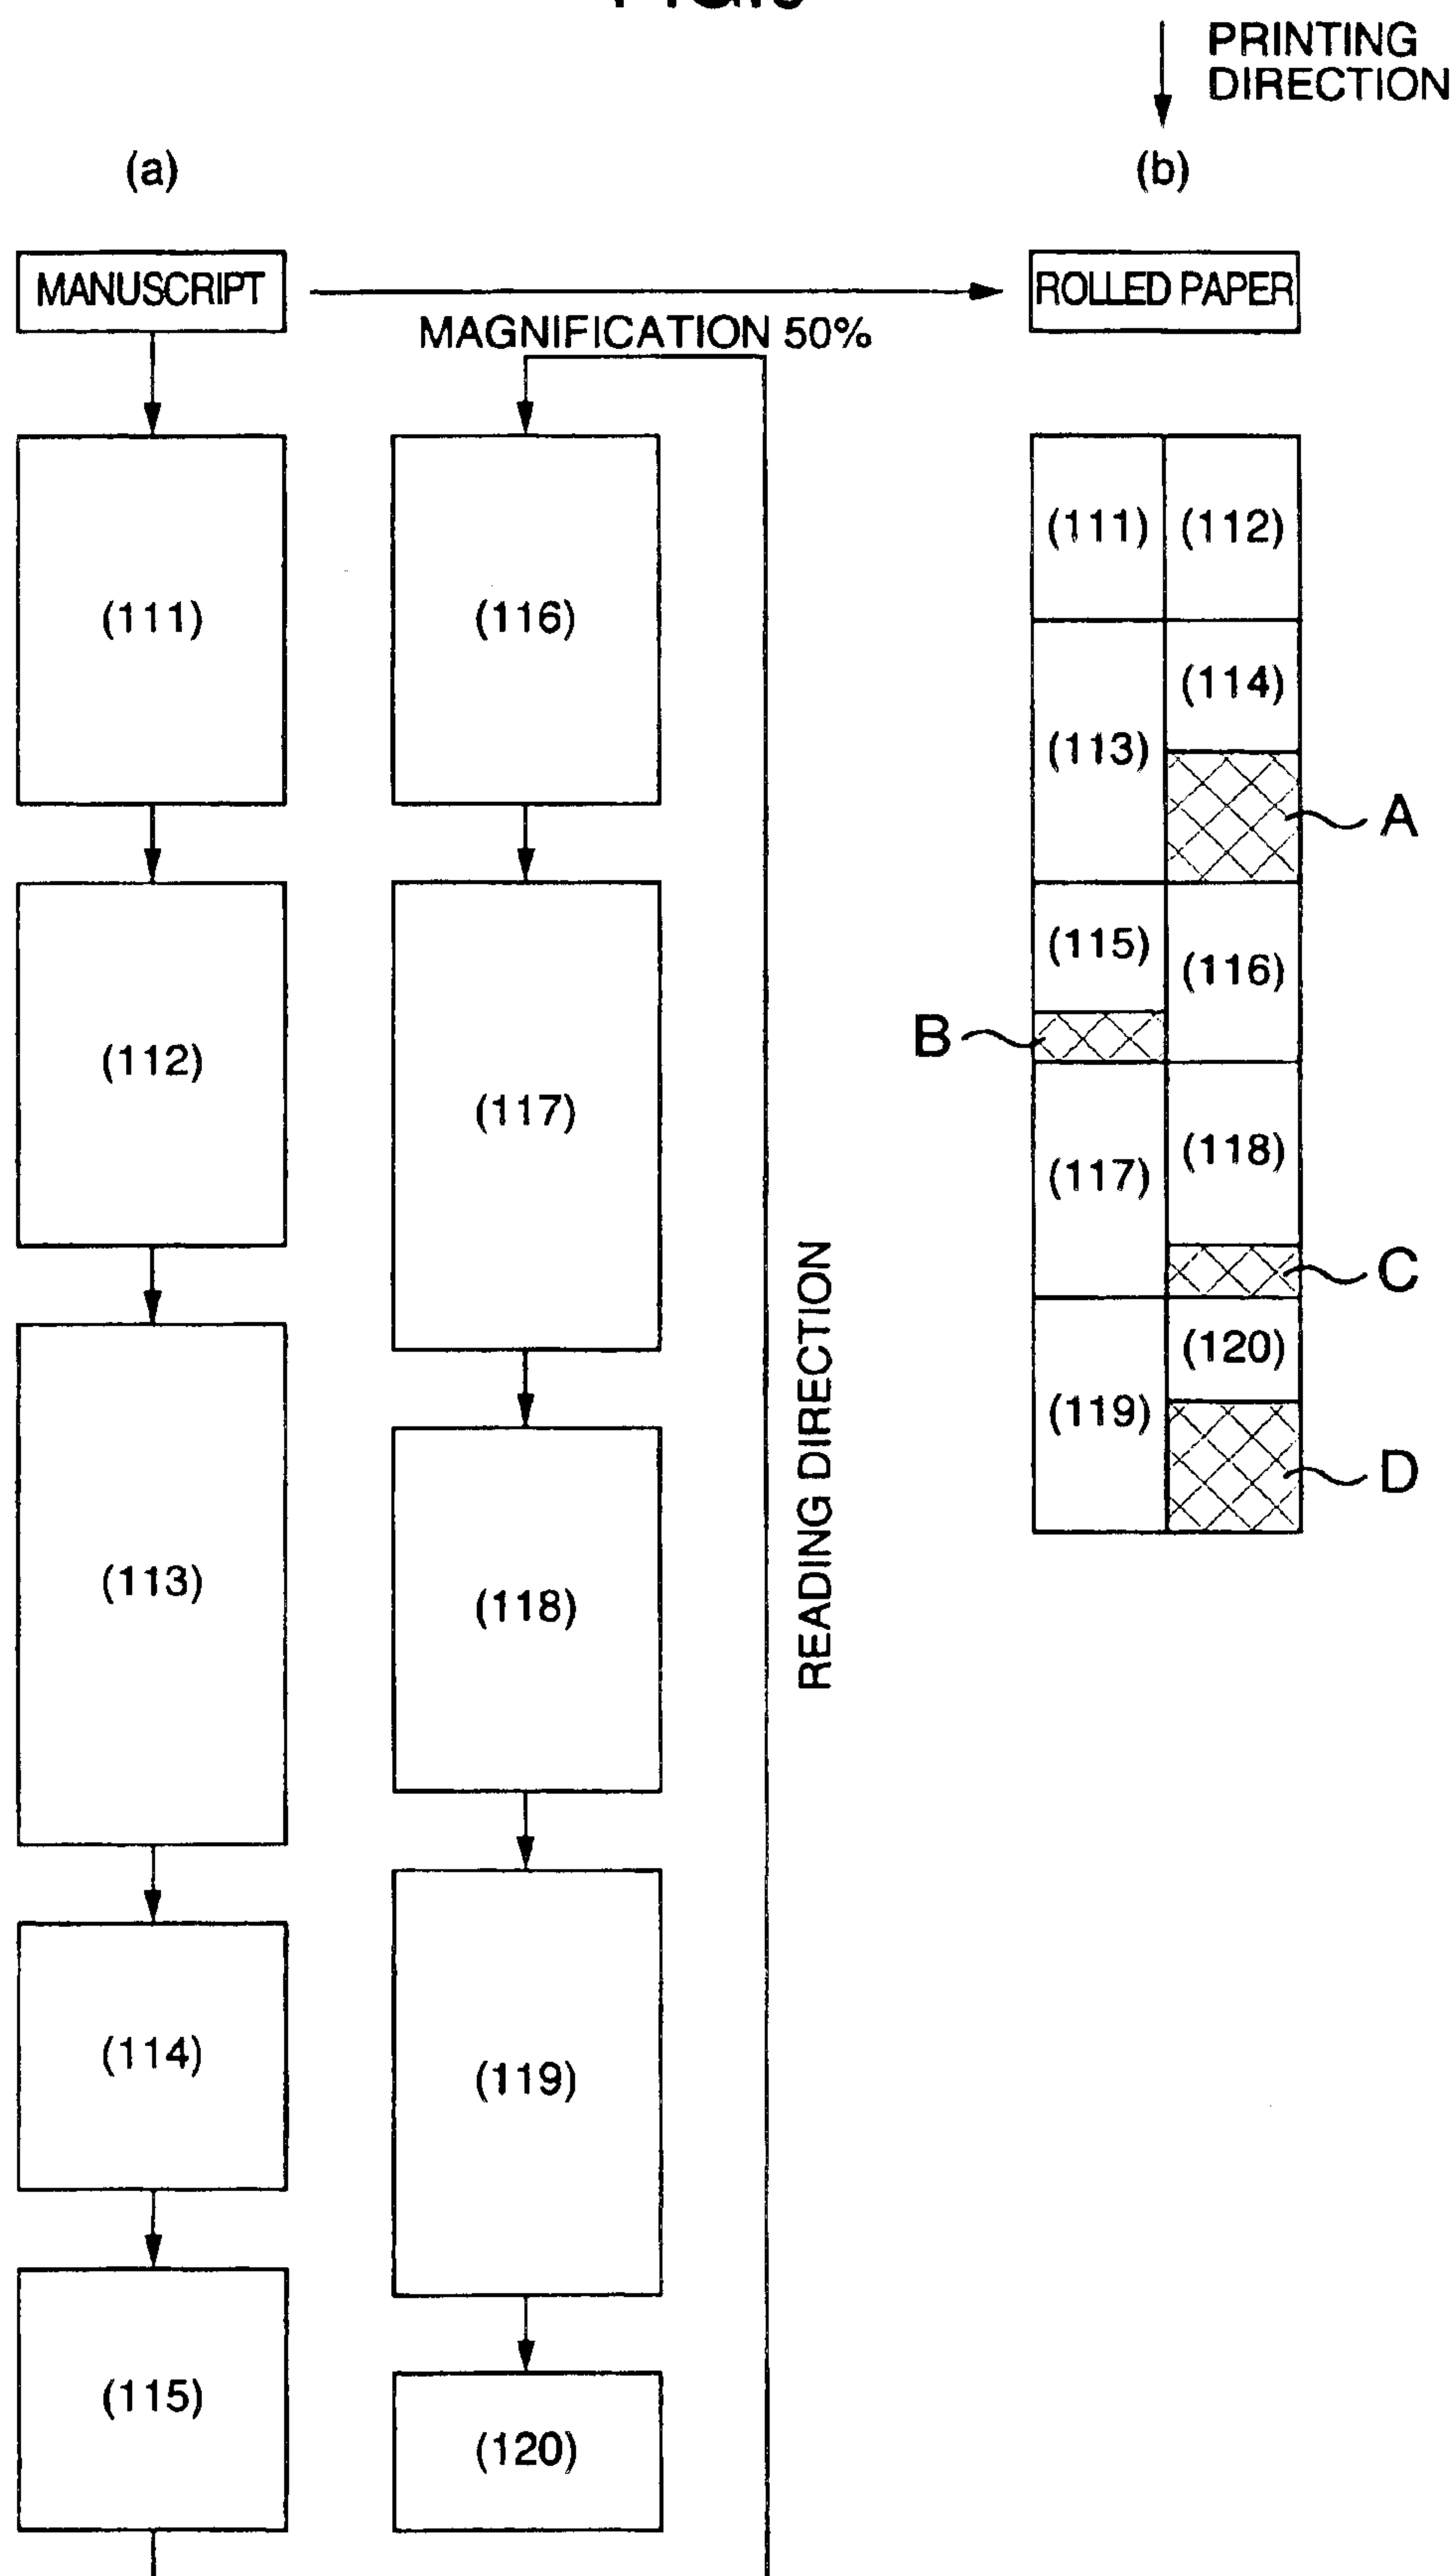 PRINTING
DIRECTION
(a)
(b)
MANUSCRIPT
ROLLED PAPER
MAGNIFICATION 50%
(111)
(112)
(113)
(114)
(115)
(116)
(117)
(118)
(119)
(120)
READING DIRECTION
(111) (112)
(113) (114)
A
(115) (116)
B
(117) (118)
C
(119) (120)
D